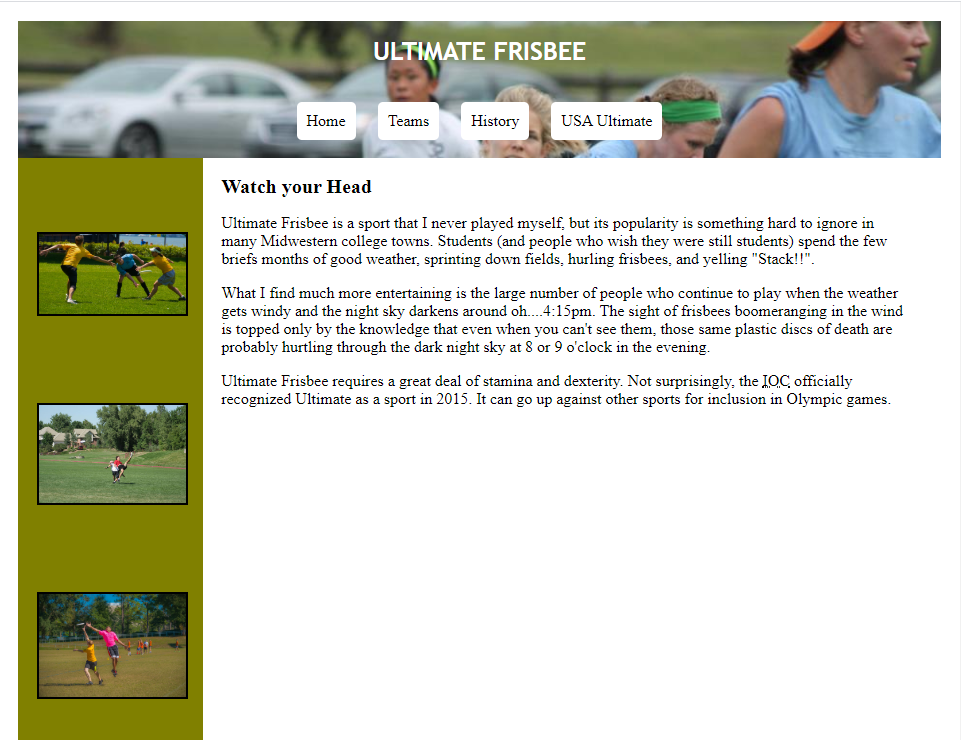 ULTIMATE FRISBEE
Home Teams History USA Ultimate
Watch your Head
Ultimate Frisbee is a sport that I never played myself, but its popularity is something hard to ignore in
many Midwestern college towns. Students (and people who wish they were still students) spend the few
briefs months of good weather, sprinting down fields, hurling frisbees, and yelling "Stack!!".
What I find much more entertaining is the large number of people who continue to play when the weather
gets windy and the night sky darkens around oh....4:15pm. The sight of frisbees boomeranging in the wind
is topped only by the knowledge that even when you can't see them, those same plastic discs of death are
probably hurtling through the dark night sky at 8 or 9 o'clock in the evening.
Ultimate Frisbee requires a great deal of stamina and dexterity. Not surprisingly, the IOC officially
recognized Ultimate as a sport in 2015. It can go up against other sports for inclusion in Olympic games.